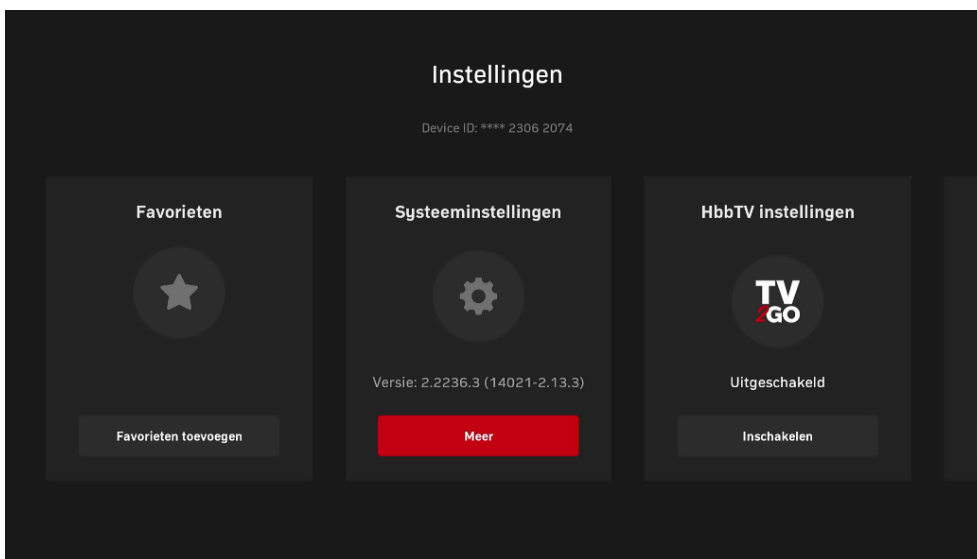 Instellingen
Device ID: **** 2306 2074
Favorieten
Systeeminstellingen
HbbTV instellingen
TV
2GO
Versie: 2.2236.3 (14021-2.13.3)
Uitgeschakeld
Favorieten toevoegen
Meer
Inschakelen